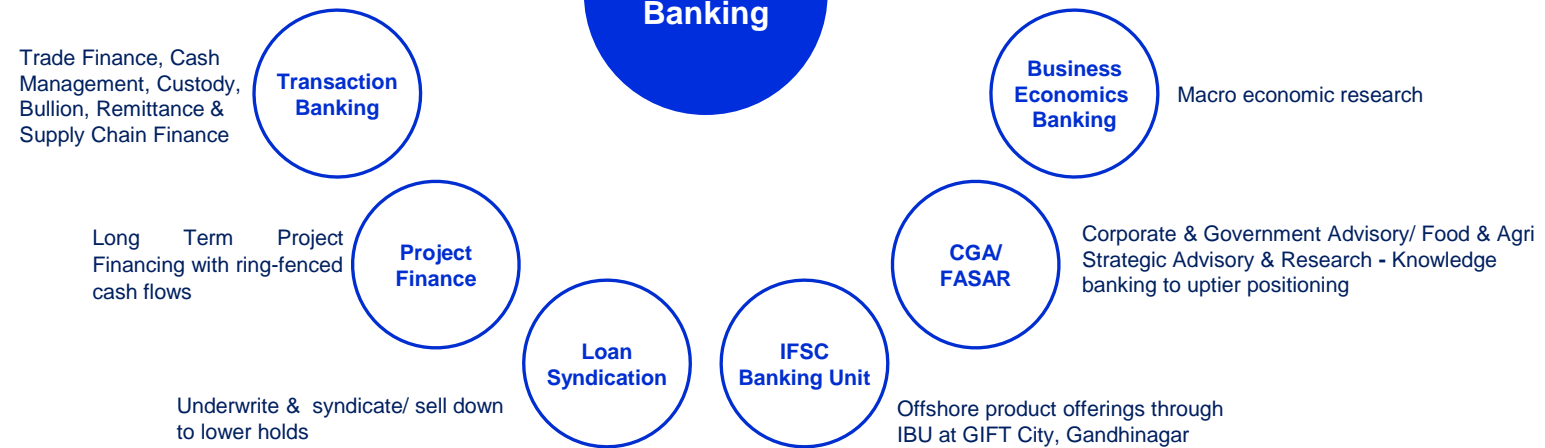 Banking
Trade Finance, Cash
Management, Custody,
Bullion, Remittance &
Supply Chain Finance
Transaction
Banking
Business
Economics
Banking
Macro economic research
Long Term Project
Financing with ring-fenced
cash flows
Project
Finance
CGA/
FASAR
Corporate & Government Advisory/ Food & Agri
Strategic Advisory & Research - Knowledge
banking to uptier positioning
Loan
Syndication
IFSC
Banking Unit
Underwrite & syndicate/ sell down
to lower holds
Offshore product offerings through
IBU at GIFT City, Gandhinagar